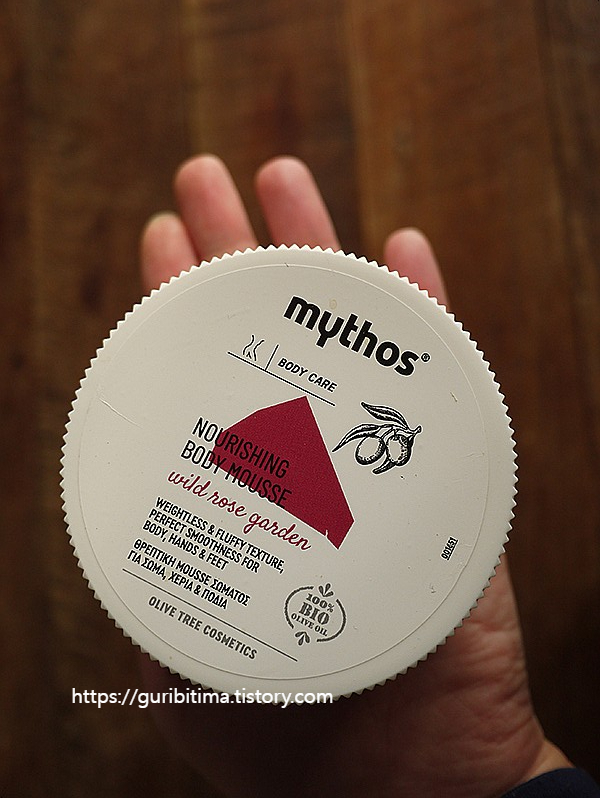 mythos®
BODY CARE
NOURISHING
BODY MOUSSE
wild rose garden
WEIGHTLESS & FLUFFY TEXTURE,
PERFECT SMOOTHNESS FOR
BODY, HANDS & FEET
ΘΡΕΠΤΙΚΗ MOUSSE ΣΩΜΑΤΟΣ
ΓΙΑ ΣΩΜΑ, ΧΕΡΙΑ & ΠΟΔΙΑ
OLIVE TREE COSMETICS
100%
BIO
OLIVE OIL
https://guribitima.tistory.com